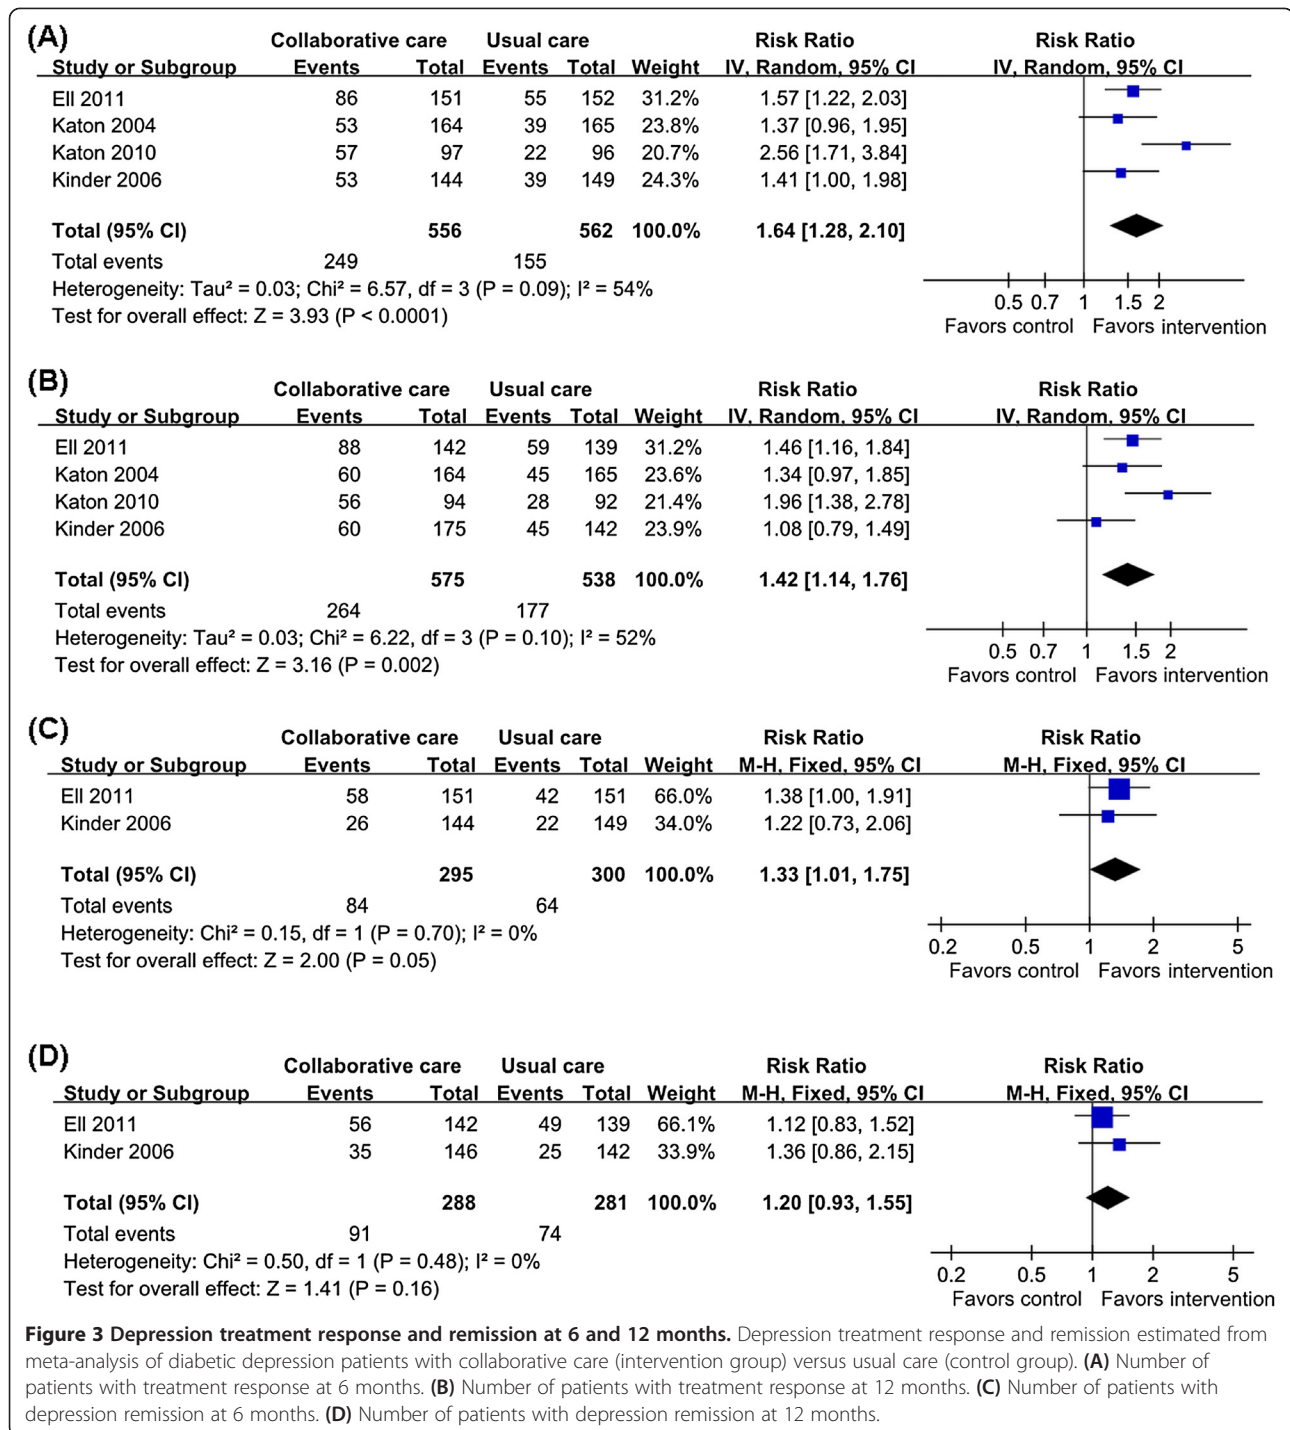 (A)
Collaborative care Usual care Risk Ratio Risk Ratio
Study or Subgroup Events Total Events Total Weight IV, Random, 95% CI IV, Random, 95% CI
Ell 2011 86 151 55 152 31.2% 1.57 [1.22, 2.03]
Katon 2004 53 164 39 165 23.8% 1.37 [0.96, 1.95]
Katon 2010 57 97 22 96 20.7% 2.56 [1.71, 3.84]
Kinder 2006 53 144 39 149 24.3% 1.41 [1.00, 1.98]
Total (95% CI) 556 562 100.0% 1.64 [1.28, 2.10]
Total events 249 155
Heterogeneity: Tau² = 0.03; Chi² = 6.57, df = 3 (P = 0.09); I² = 54%
Test for overall effect: Z = 3.93 (P < 0.0001)
0.5 0.7 1 1.5 2
Favors control Favors intervention
(B)
Collaborative care Usual care Risk Ratio Risk Ratio
Study or Subgroup Events Total Events Total Weight IV, Random, 95% CI IV, Random, 95% CI
Ell 2011 88 142 59 139 31.2% 1.46 [1.16, 1.84]
Katon 2004 60 164 45 165 23.6% 1.34 [0.97, 1.85]
Katon 2010 56 94 28 92 21.4% 1.96 [1.38, 2.78]
Kinder 2006 60 175 45 142 23.9% 1.08 [0.79, 1.49]
Total (95% CI) 575 538 100.0% 1.42 [1.14, 1.76]
Total events 264 177
Heterogeneity: Tau² = 0.03; Chi² = 6.22, df = 3 (P = 0.10); I² = 52%
Test for overall effect: Z = 3.16 (P = 0.002)
0.5 0.7 1 1.5 2
Favors control Favors intervention
(C)
Collaborative care Usual care Risk Ratio Risk Ratio
Study or Subgroup Events Total Events Total Weight M-H, Fixed, 95% CI M-H, Fixed, 95% CI
Ell 2011 58 151 42 151 66.0% 1.38 [1.00, 1.91]
Kinder 2006 26 144 22 149 34.0% 1.22 [0.73, 2.06]
Total (95% CI) 295 300 100.0% 1.33 [1.01, 1.75]
Total events 84 64
Heterogeneity: Chi² = 0.15, df = 1 (P = 0.70); I² = 0%
Test for overall effect: Z = 2.00 (P = 0.05)
0.2 0.5 1 2 5
Favors control Favors intervention
(D)
Collaborative care Usual care Risk Ratio Risk Ratio
Study or Subgroup Events Total Events Total Weight M-H, Fixed, 95% CI M-H, Fixed, 95% CI
Ell 2011 56 142 49 139 66.1% 1.12 [0.83, 1.52]
Kinder 2006 35 146 25 142 33.9% 1.36 [0.86, 2.15]
Total (95% CI) 288 281 100.0% 1.20 [0.93, 1.55]
Total events 91 74
Heterogeneity: Chi² = 0.50, df = 1 (P = 0.48); I² = 0%
Test for overall effect: Z = 1.41 (P = 0.16)
0.2 0.5 1 2 5
Favors control Favors intervention
Figure 3 Depression treatment response and remission at 6 and 12 months. Depression treatment response and remission estimated from
meta-analysis of diabetic depression patients with collaborative care (intervention group) versus usual care (control group). (A) Number of
patients with treatment response at 6 months. (B) Number of patients with treatment response at 12 months. (C) Number of patients with
depression remission at 6 months. (D) Number of patients with depression remission at 12 months.